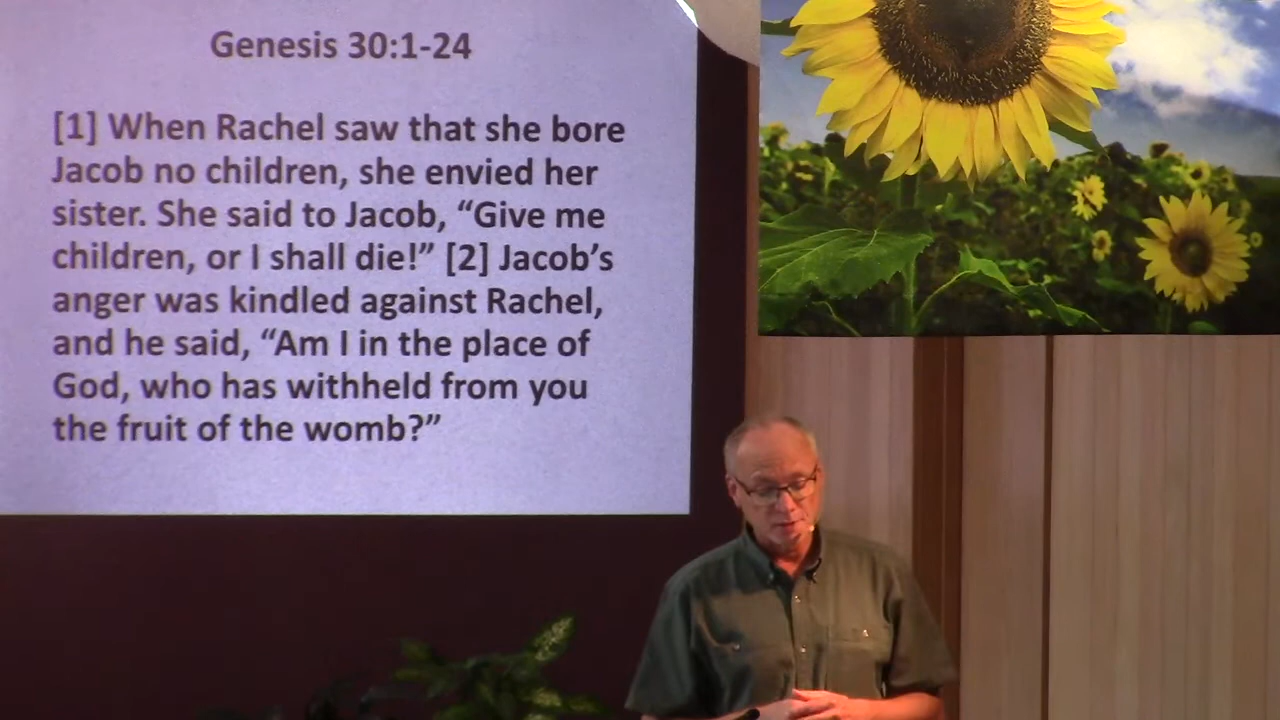 Genesis 30:1-24
[1] When Rachel saw that she bore
Jacob no children, she envied her
sister. She said to Jacob, “Give me
children, or I shall die!” [2] Jacob’s
anger was kindled against Rachel,
and he said, “Am I in the place of
God, who has withheld from you
the fruit of the womb?”